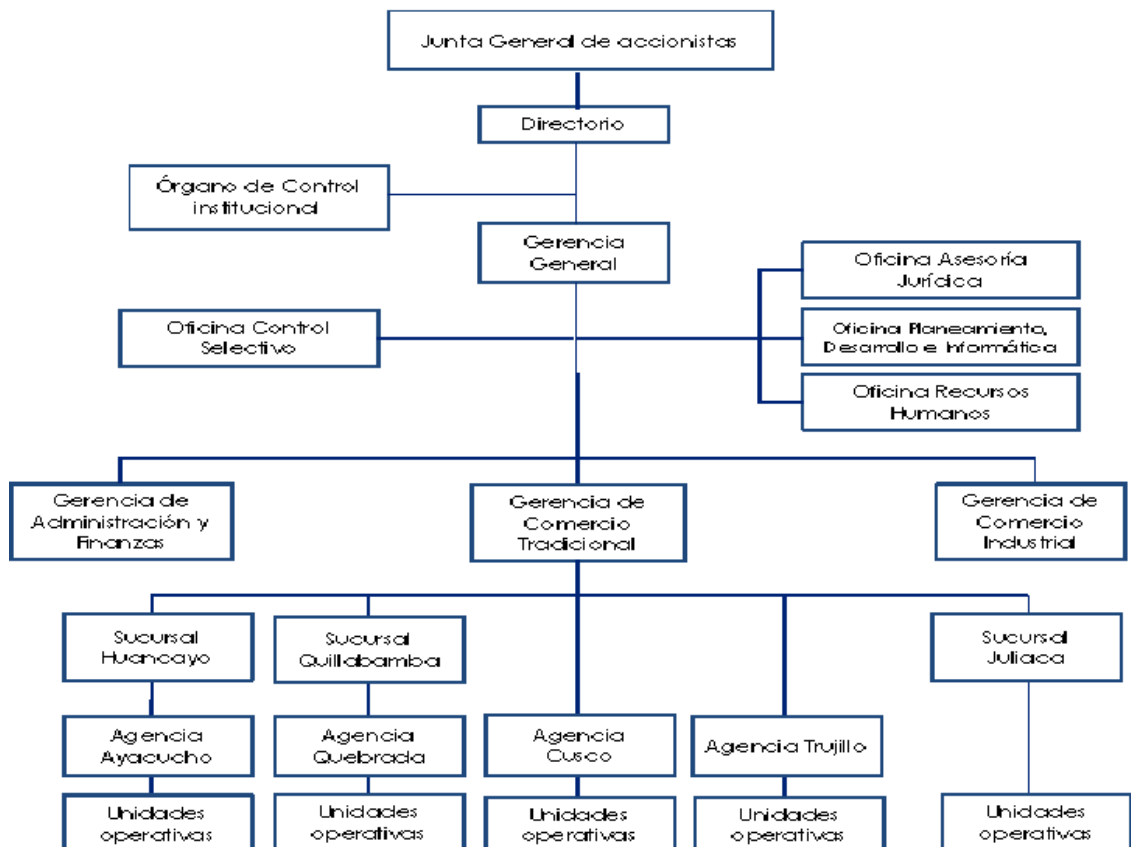 Junta General de accionistas
Directorio
Órgano de Control
institucional
Gerencia
General
Oficina Asesoría
Jurídica
Oficina Control
Selectivo
Oficina Planeamiento,
Desarrollo e Informática
Oficina Recursos
Humanos
Gerencia de
Administración y
Finanzas
Gerencia de
Comercio
Tradicional
Gerencia de
Comercio
Industrial
Sucursal
Huancayo
Sucursal
Quillabamba
Sucursal
Juliaca
Agencia
Ayacucho
Agencia
Quebrada
Agencia
Cusco
Agencia Trujillo
Unidades
operativas
Unidades
operativas
Unidades
operativas
Unidades
operativas
Unidades
operativas